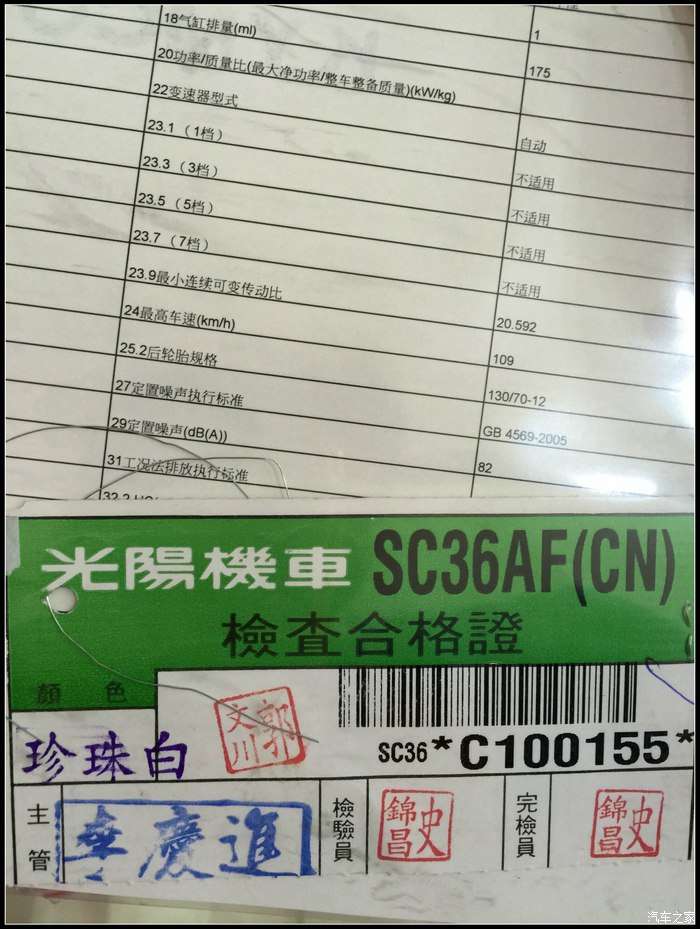 18气缸排量(ml)
1
20功率/质量比(最大净功率/整车整备质量)(kW/kg)
175
22变速器型式
23.1 （1档）
自动
23.3 （3档）
不适用
23.5 （5档）
不适用
23.7 （7档）
不适用
23.9最小连续可变传动比
不适用
24最高车速(km/h)
20.592
25.2后轮胎规格
109
27定置噪声执行标准
130/70-12
29定置噪声(dB(A))
GB 4569-2005
31工况法排放执行标准
82
光陽機車 SC36AF(CN)
檢查合格證
顏色
珍珠白
郭文川
SC36*C100155*
主管
李慶進
檢驗員
史錦昌
完檢員
史錦昌
汽车之家